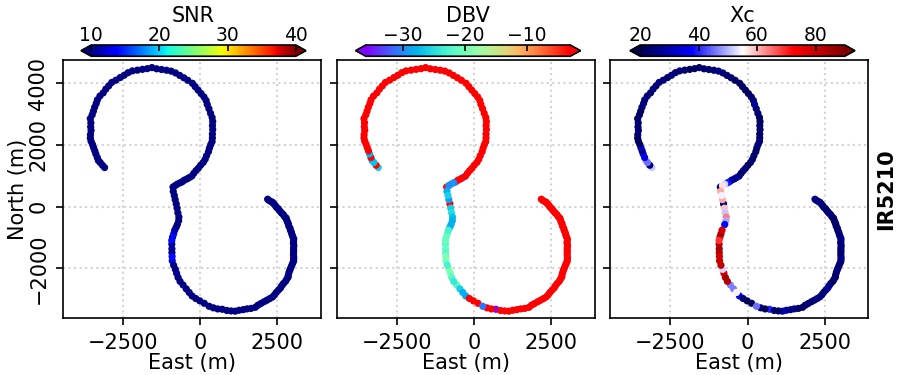 SNR DBV Xc
10 20 30 40 −30 −20 −10 20 40 60 80
4000
2000
0
−2000
North (m)
IR5210
−2500 0 2500 −2500 0 2500 −2500 0 2500
East (m) East (m) East (m)